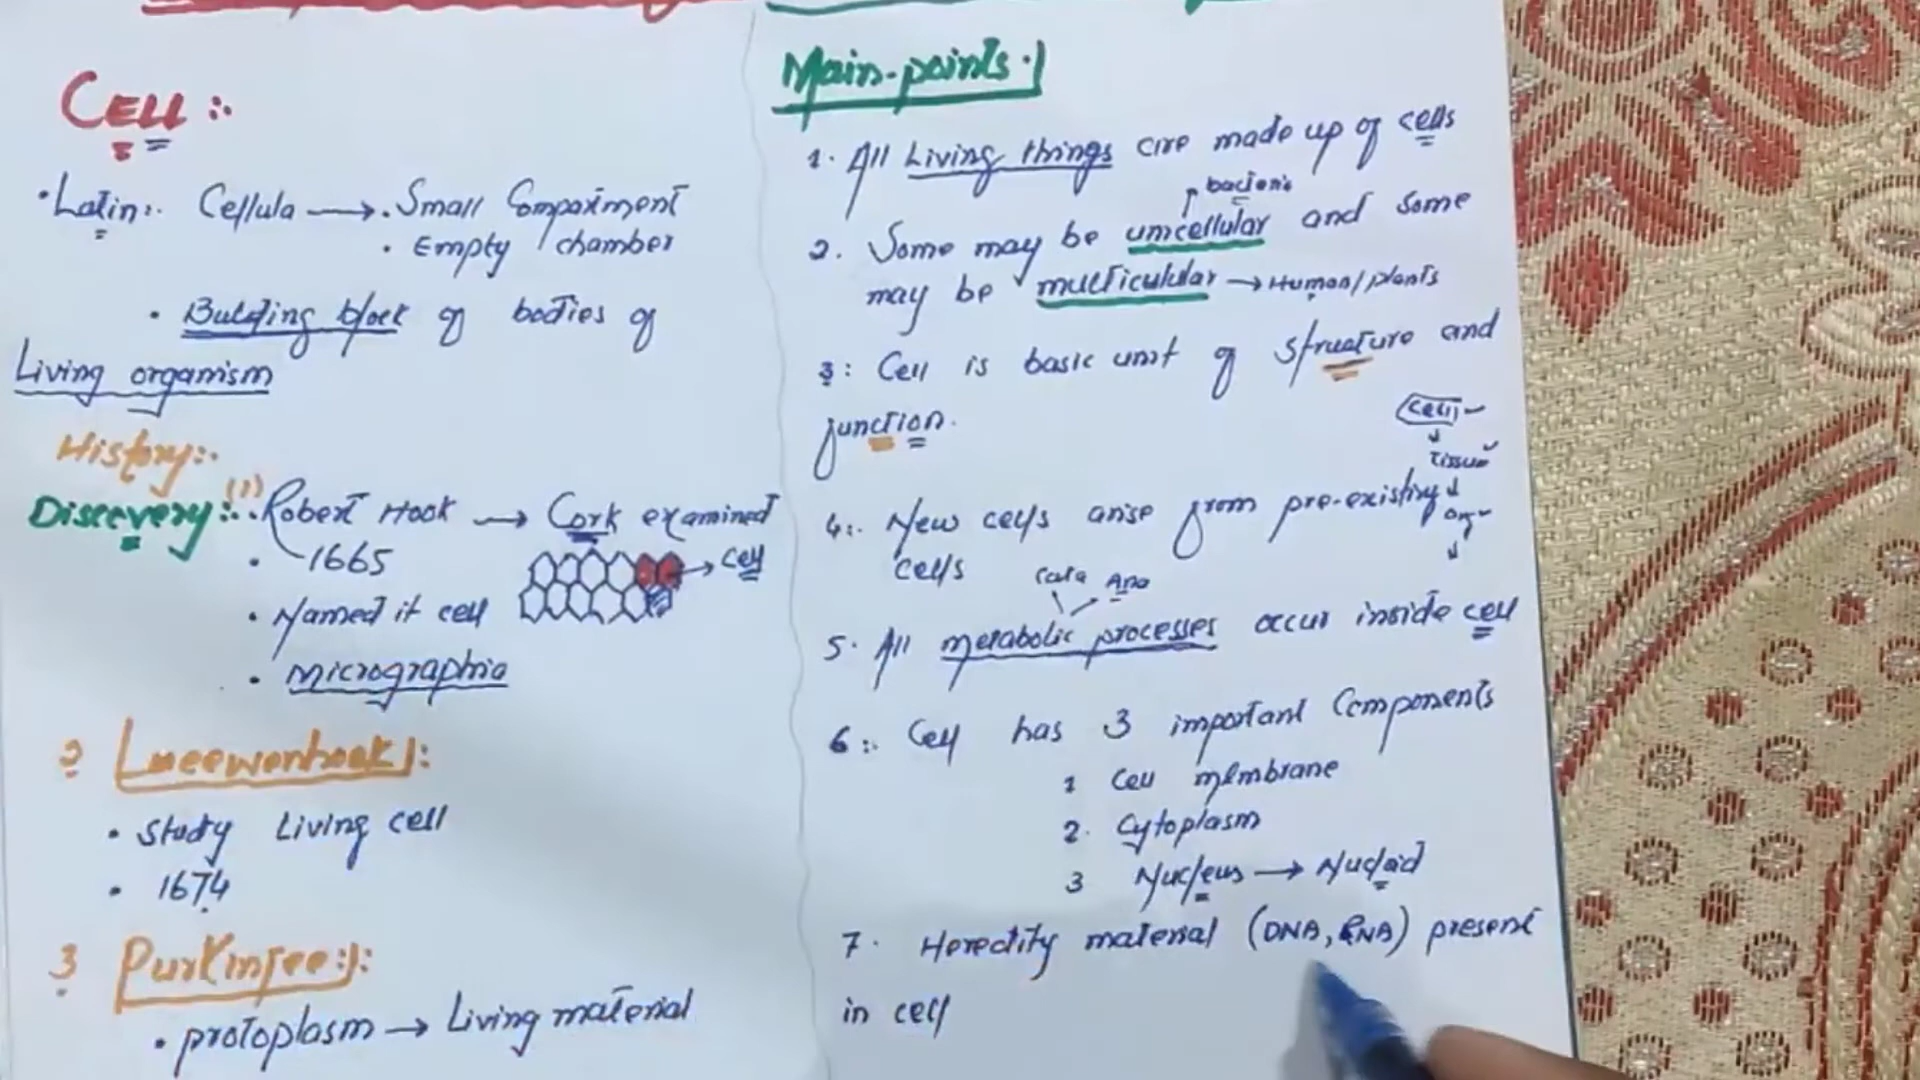 CELL :-
• Latin:. Cellula → . Small Compartment
• Empty chamber
• Building block of bodies of
Living organism
History:-
Discovery:- (1) . Robert Hook → Cork examined
• 1665
→ cell
• Named it cell
• Micrographia
2 Leeewenhook:
• Study Living cell
• 1674
3 Purkinjee:
• protoplasm → Living material
Main-points:
1. All Living things are made up of cells
bacteria
2. Some may be unicellular and some
may be multiculular → Human/plants
3: Cell is basic unit of structure and
function.
Cell
Tissue
org
4:. New cells arise from pre-existing
cells
Cata Ana
5. All metabolic processes occur inside cell
6:. Cell has 3 important Components
1 Cell membrane
2. Cytoplasm
3 Nucleus → Nucloid
7. Heredity material (DNA, RNA) present
in cell